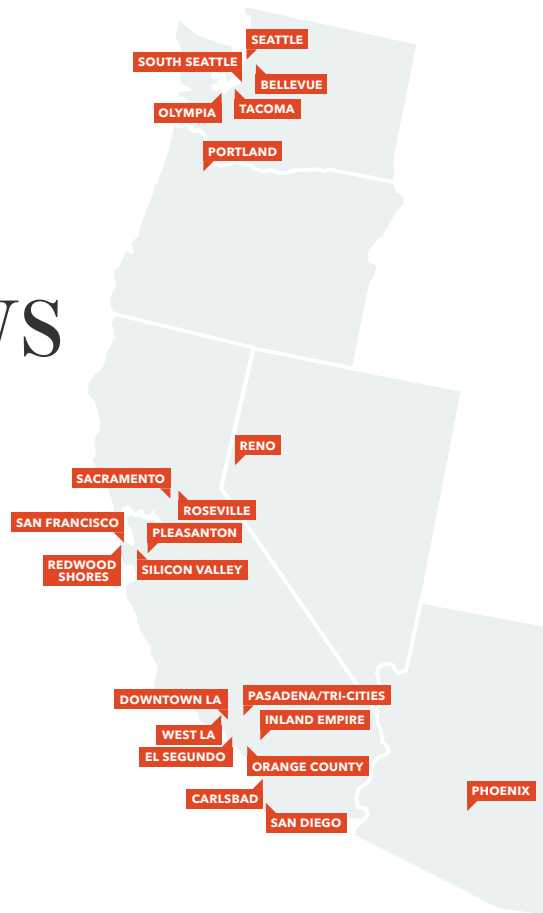 SEATTLE
SOUTH SEATTLE
BELLEVUE
OLYMPIA
TACOMA
PORTLAND
RENO
SACRAMENTO
ROSEVILLE
SAN FRANCISCO
PLEASANTON
REDWOOD
SHORES
SILICON VALLEY
DOWNTOWN LA
PASADENA/TRI-CITIES
INLAND EMPIRE
WEST LA
EL SEGUNDO
ORANGE COUNTY
CARLSBAD
PHOENIX
SAN DIEGO